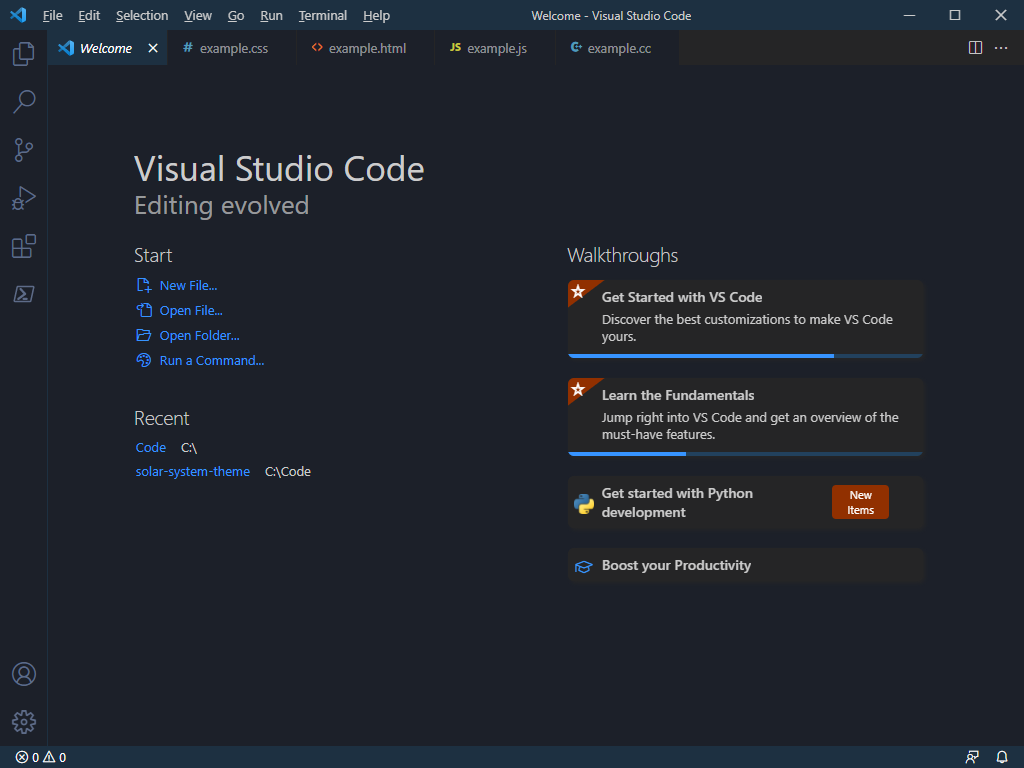 File Edit Selection View Go Run Terminal Help Welcome - Visual Studio Code
Welcome # example.css <> example.html JS example.js C+ example.cc
Visual Studio Code
Editing evolved
Start
New File...
Open File...
Open Folder...
Run a Command...
Recent
Code C:\
solar-system-theme C:\Code
Walkthroughs
Get Started with VS Code
Discover the best customizations to make VS Code
yours.
Learn the Fundamentals
Jump right into VS Code and get an overview of the
must-have features.
Get started with Python
development
New
Items
Boost your Productivity
0 0